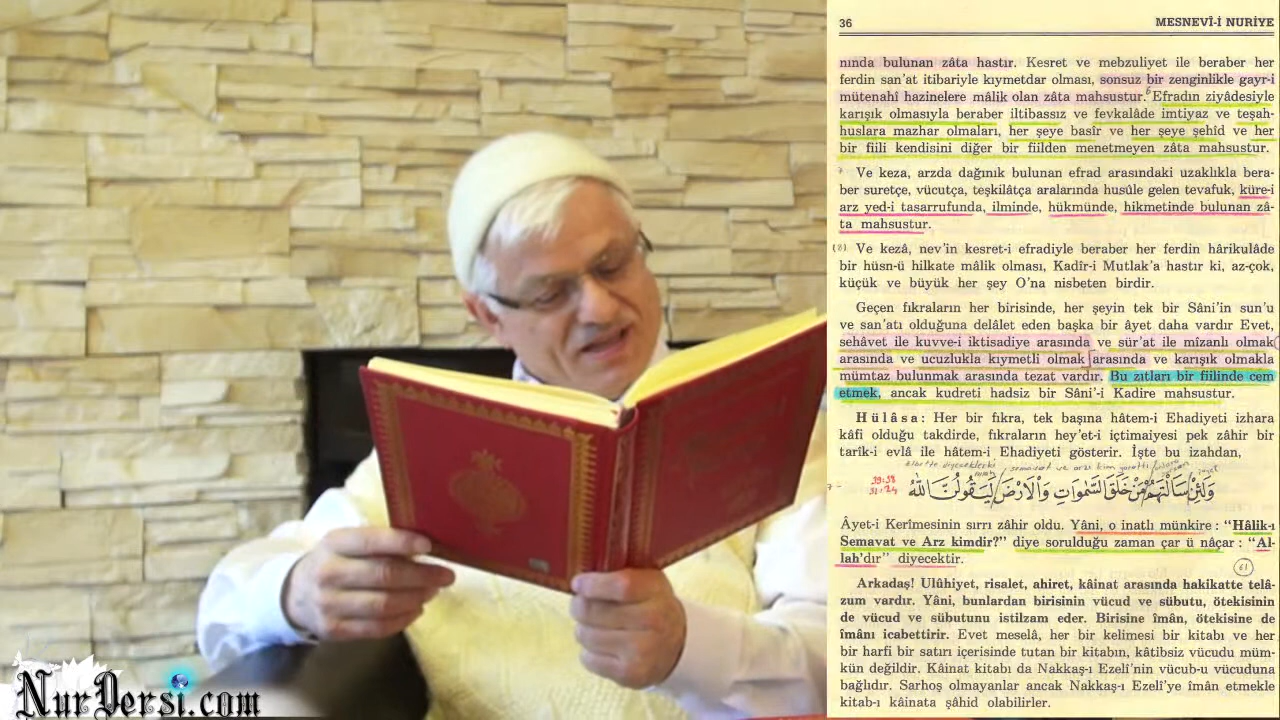 36 MESNEVÎ-İ NURİYE
nında bulunan zâta hastır. Kesret ve mebzuliyet ile beraber her
ferdin san'at itibariyle kıymetdar olması, sonsuz bir zenginlikle gayr-i
mütenahî hazinelere mâlik olan zâta mahsustur. Efradın ziyâdesiyle
karışık olmasıyla beraber iltibassız ve fevkalâde imtiyaz ve teşah-
huslara mazhar olmaları, her şeye basîr ve her şeye şehîd ve her
bir fiili kendisini diğer bir fiilden menetmeyen zâta mahsustur.
Ve keza, arzda dağınık bulunan efrad arasındaki uzaklıkla bera-
ber suretçe, vücutça, teşkilâtça aralarında husûle gelen tevafuk, küre-i
arz yed-i tasarrufunda, ilminde, hükmünde, hikmetinde bulunan zâ-
ta mahsustur.
(8) Ve kezâ, nev'in kesret-i efradiyle beraber her ferdin hârikulâde
bir hüsn-ü hilkate mâlik olması, Kadîr-i Mutlak'a hastır ki, az-çok,
küçük ve büyük her şey O'na nisbeten birdir.
Geçen fıkraların her birisinde, her şeyin tek bir Sâni'in sun'u
ve san'atı olduğuna delâlet eden başka bir âyet daha vardır Evet,
sehâvet ile kuvve-i iktisadiye arasında ve sür'at ile mîzanlı olmak
arasında ve ucuzlukla kıymetli olmak arasında ve karışık olmakla
mümtaz bulunmak arasında tezat vardır. Bu zıtları bir fiilinde cem
etmek, ancak kudreti hadsiz bir Sâni'-i Kadire mahsustur.
Hülâsa: Her bir fıkra, tek başına hâtem-i Ehadiyeti izhara
kâfi olduğu takdirde, fıkraların hey'et-i içtimaiyesi pek zâhir bir
tarîk-i evlâ ile hâtem-i Ehadiyeti gösterir. İşte bu izahdan,
39:38
31:24
وَلَئِنْ سَاَلْتَهُمْ مَنْ خَلَقَ السَّمٰوَاتِ وَالْاَرْضَ لَيَقُولُنَّ اللّٰهُ
Âyet-i Kerîmesinin sırrı zâhir oldu. Yâni, o inatlı münkire : "Hâlik-ı
Semavat ve Arz kimdir?" diye sorulduğu zaman çar ü nâçar : "Al-
lah'dır" diyecektir.
61
Arkadaş! Ulûhiyet, risalet, ahiret, kâinat arasında hakikatte telâ-
zum vardır. Yâni, bunlardan birisinin vücud ve sübutu, ötekisinin
de vücud ve sübutunu istilzam eder. Birisine îmân, ötekisine de
îmânı icabettirir. Evet meselâ, her bir kelimesi bir kitabı ve her
bir harfi bir satırı içerisinde tutan bir kitabın, kâtibsiz vücudu müm-
kün değildir. Kâinat kitabı da Nakkaş-ı Ezelî'nin vücub-u vücuduna
bağlıdır. Sarhoş olmayanlar ancak Nakkaş-ı Ezelî'ye îmân etmekle
kitab-ı kâinata şâhid olabilirler.
NurDersi.com